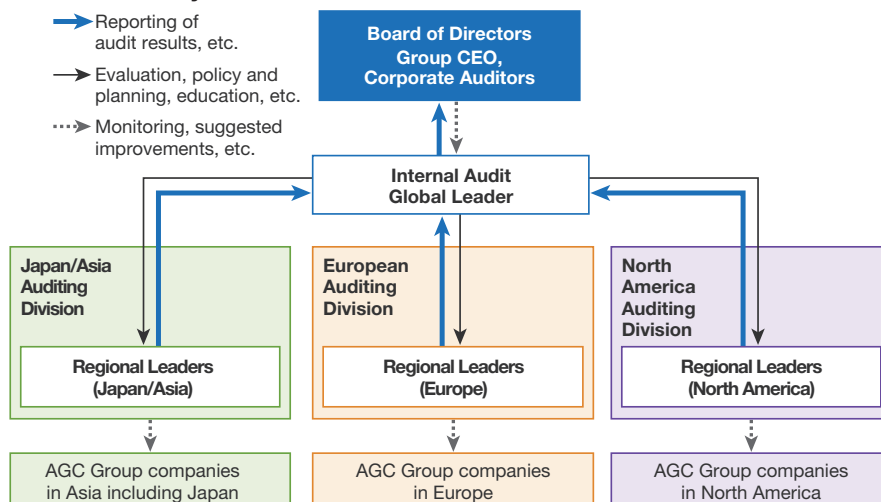 Reporting of
audit results, etc.
Evaluation, policy and
planning, education, etc.
Monitoring, suggested
improvements, etc.
Board of Directors
Group CEO,
Corporate Auditors
Internal Audit
Global Leader
Japan/Asia
Auditing
Division
Regional Leaders
(Japan/Asia)
AGC Group companies
in Asia including Japan
European
Auditing
Division
Regional Leaders
(Europe)
AGC Group companies
in Europe
North
America
Auditing
Division
Regional Leaders
(North America)
AGC Group companies
in North America